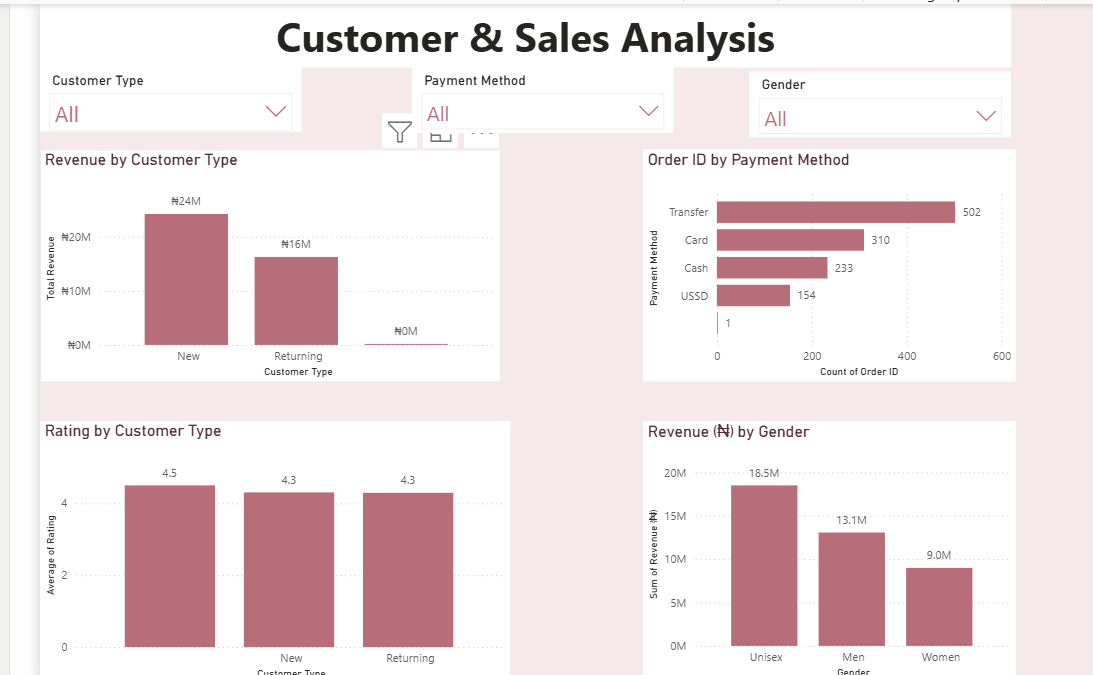 Customer & Sales Analysis
Customer Type
All
Payment Method
All
Gender
All
Revenue by Customer Type
Total Revenue
₦20M
₦10M
₦0M
₦24M
₦16M
₦0M
New
Returning
Customer Type
Order ID by Payment Method
Payment Method
Transfer
502
Card
310
Cash
233
USSD
154
1
0
200
400
600
Count of Order ID
Rating by Customer Type
Average of Rating
4
2
0
4.5
4.3
4.3
New
Returning
Customer Type
Revenue (₦) by Gender
Sum of Revenue (₦)
20M
15M
10M
5M
0M
18.5M
13.1M
9.0M
Unisex
Men
Women
Gender